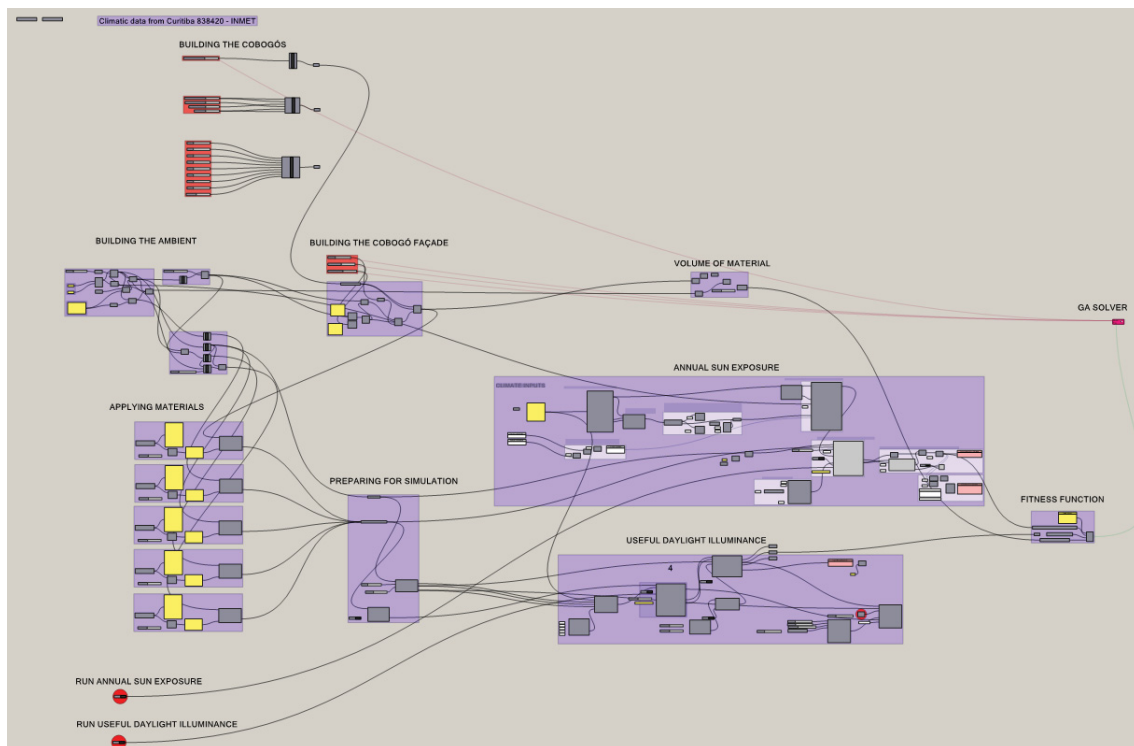 Climatic data from Curitiba 838420 - INMET
BUILDING THE COBOGÓS
BUILDING THE AMBIENT
BUILDING THE COBOGÓ FAÇADE
VOLUME OF MATERIAL
GA SOLVER
ANNUAL SUN EXPOSURE
APPLYING MATERIALS
PREPARING FOR SIMULATION
FITNESS FUNCTION
USEFUL DAYLIGHT ILLUMINANCE
4
RUN ANNUAL SUN EXPOSURE
RUN USEFUL DAYLIGHT ILLUMINANCE